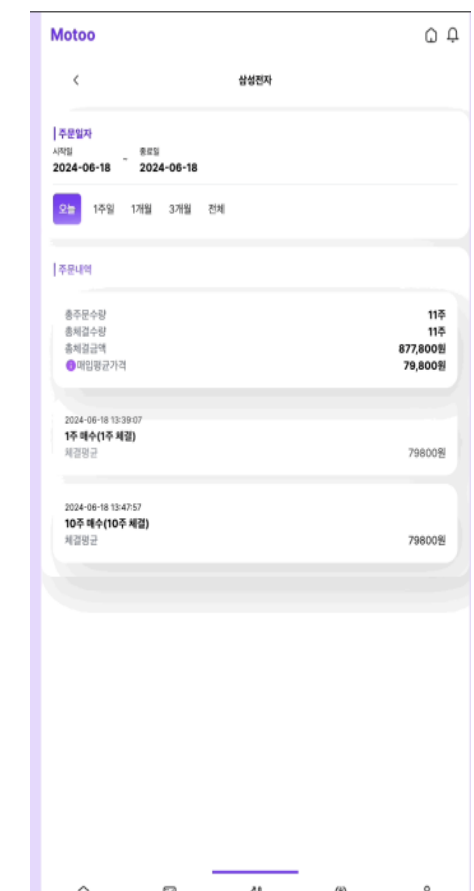 Motoo
삼성전자
주문일자
시작일 종료일
2024-06-18 - 2024-06-18
오늘 1주일 1개월 3개월 전체
주문내역
총주문수량 11주
총체결수량 11주
총체결금액 877,800원
매입평균가격 79,800원
2024-06-18 13:39:07
1주 매수(1주 체결)
체결평균 79800원
2024-06-18 13:47:57
10주 매수(10주 체결)
체결평균 79800원